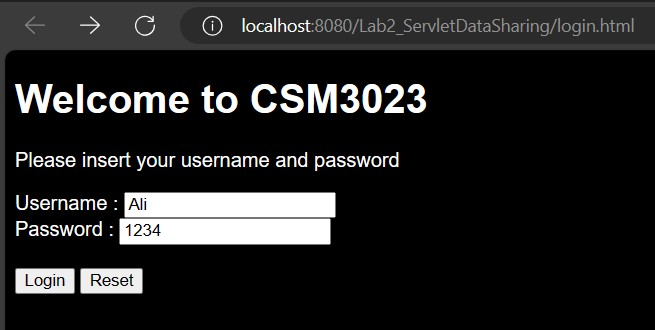 localhost:8080/Lab2_ServletDataSharing/login.html
Welcome to CSM3023
Please insert your username and password
Username : Ali
Password : 1234
Login Reset